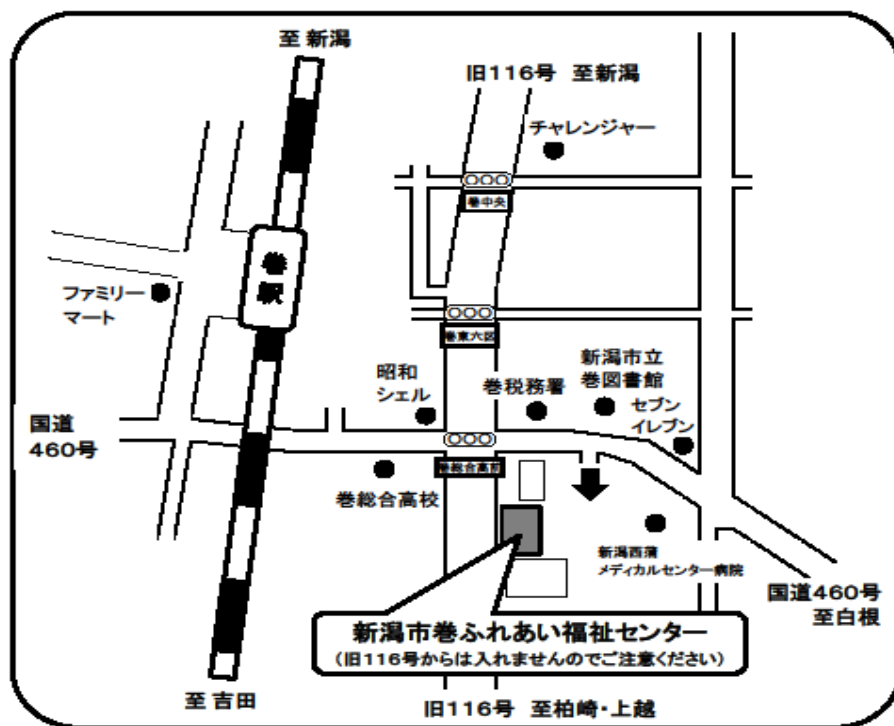 至 新潟
旧116号 至新潟
チャレンジャー
巻中央
巻駅
ファミリー
マート
巻東六区
新潟市立
巻図書館
昭和
シェル
巻税務署
セブン
イレブン
国道
460号
巻総合高前
巻総合高校
新潟西蒲
メディカルセンター病院
国道460号
至白根
新潟市巻ふれあい福祉センター
(旧116号からは入れませんのでご注意ください)
至 吉田
旧116号 至柏崎・上越